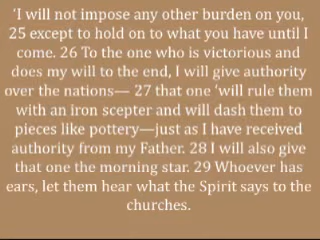 ‘I will not impose any other burden on you,
25 except to hold on to what you have until I
come. 26 To the one who is victorious and
does my will to the end, I will give authority
over the nations— 27 that one ‘will rule them
with an iron scepter and will dash them to
pieces like pottery—just as I have received
authority from my Father. 28 I will also give
that one the morning star. 29 Whoever has
ears, let them hear what the Spirit says to the
churches.